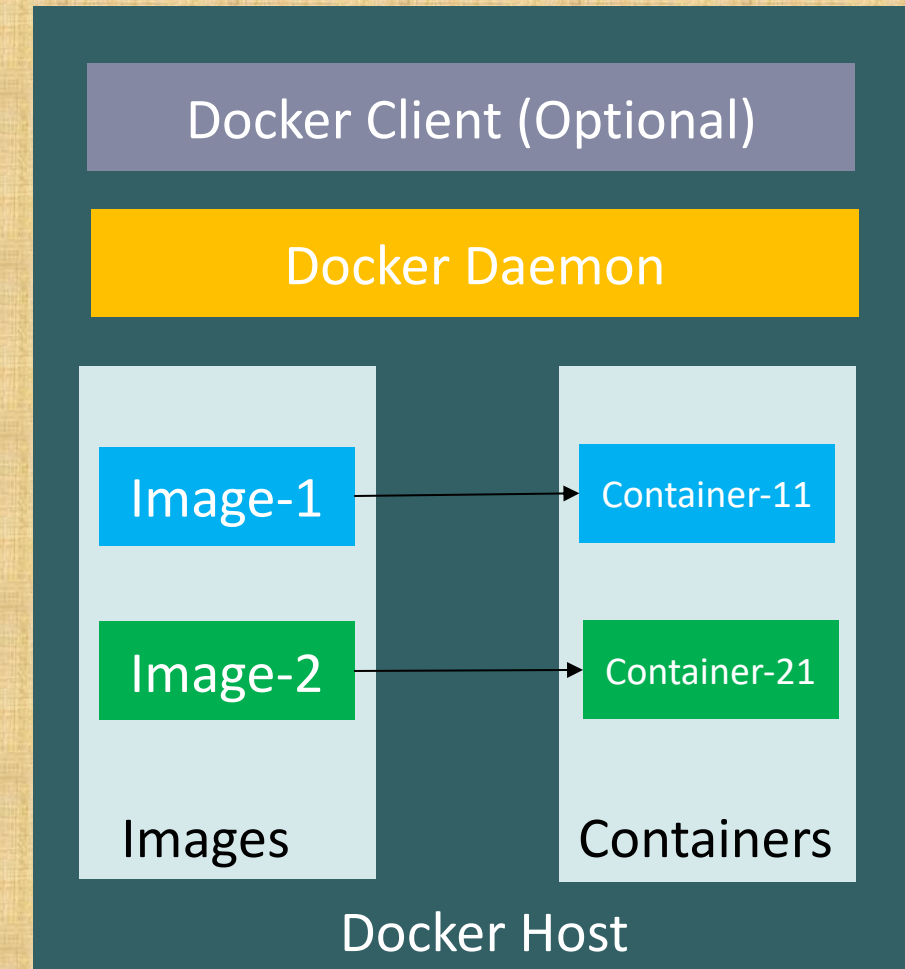 Docker Client (Optional)
Docker Daemon
Image-1
Container-11
Image-2
Container-21
Images
Containers
Docker Host